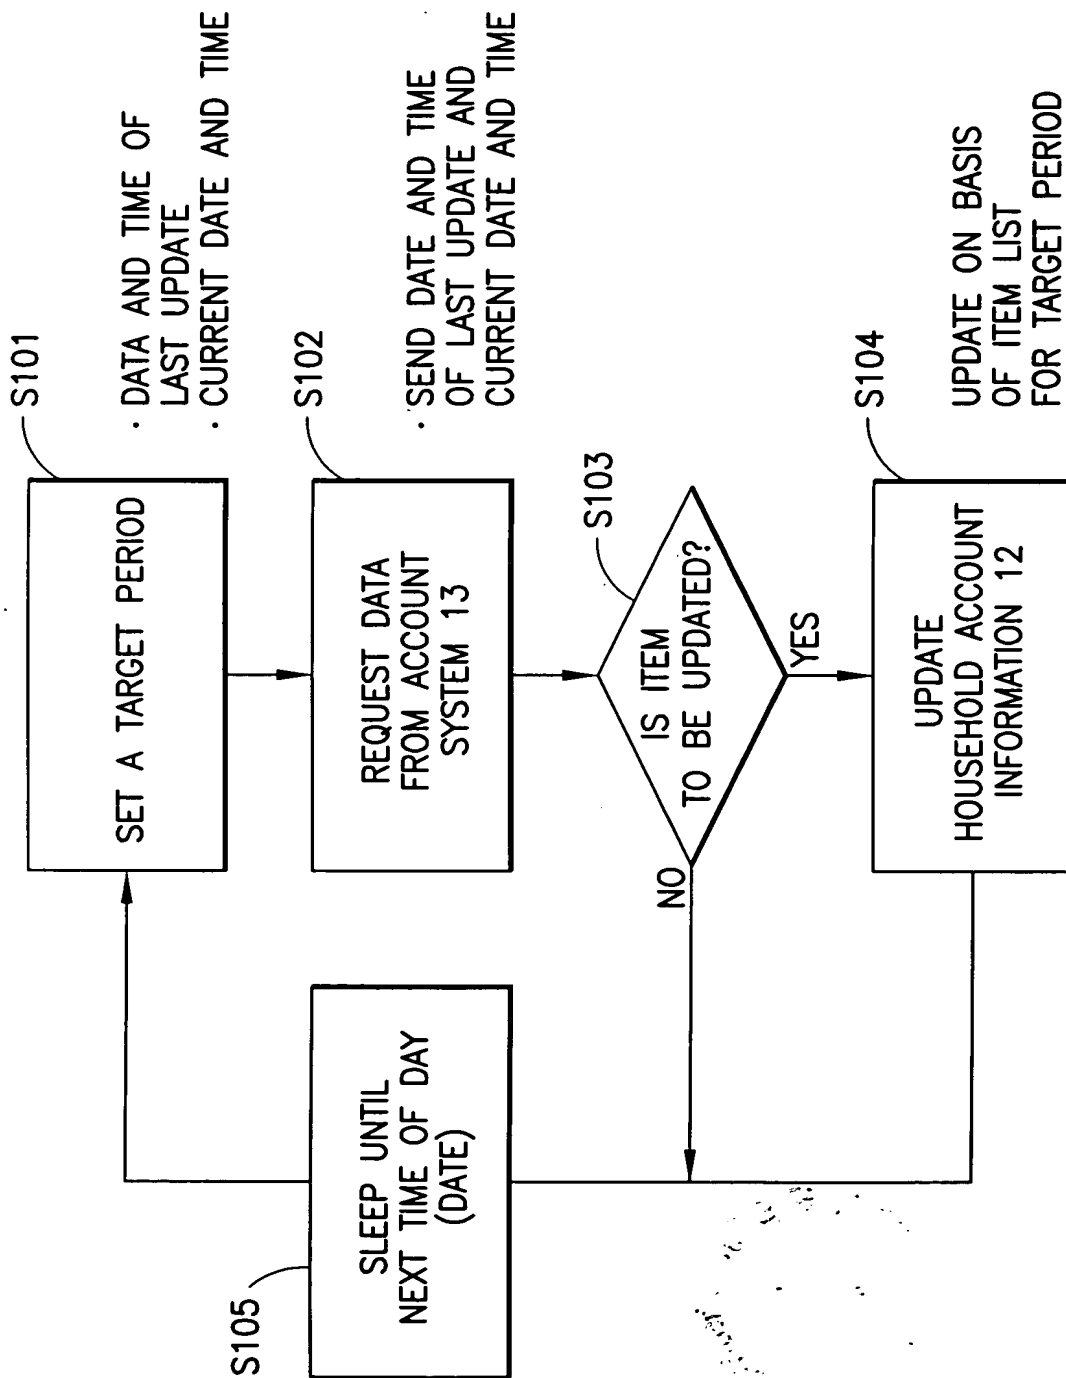 S101
SET A TARGET PERIOD
· DATA AND TIME OF
LAST UPDATE
· CURRENT DATE AND TIME
S102
REQUEST DATA
FROM ACCOUNT
SYSTEM 13
· SEND DATE AND TIME
OF LAST UPDATE AND
CURRENT DATE AND TIME
S103
IS ITEM
TO BE UPDATED?
NO
YES
S104
UPDATE
HOUSEHOLD ACCOUNT
INFORMATION 12
UPDATE ON BASIS
OF ITEM LIST
FOR TARGET PERIOD
S105
SLEEP UNTIL
NEXT TIME OF DAY
(DATE)